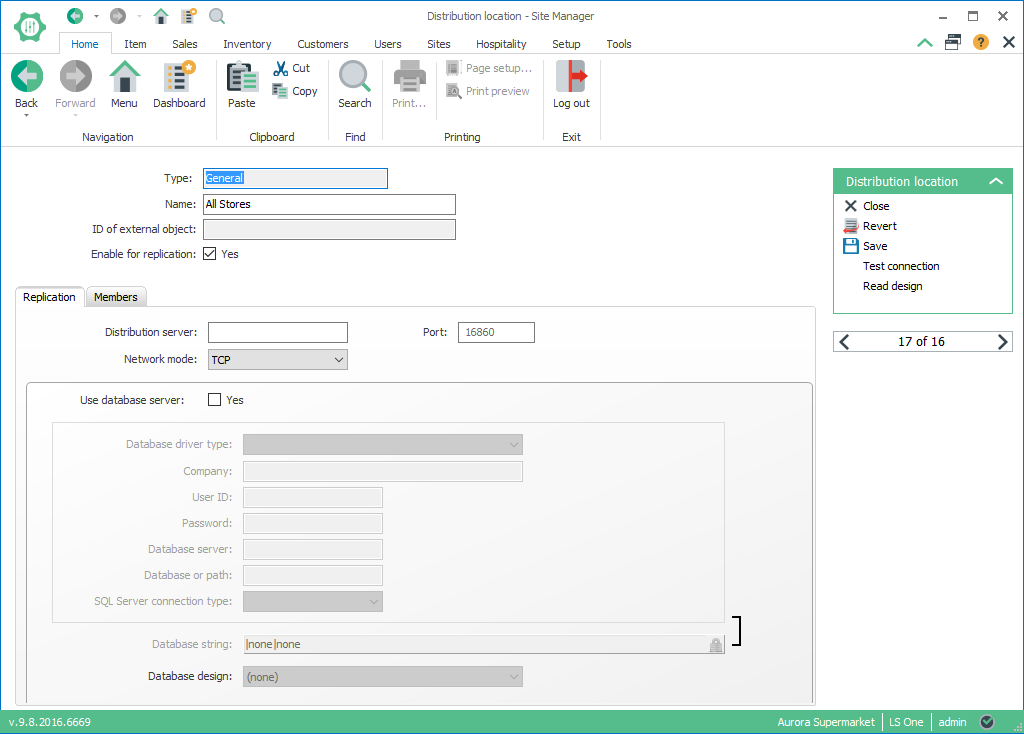 Distribution location - Site Manager
Home Item Sales Inventory Customers Users Sites Hospitality Setup Tools
Back Forward Menu Dashboard
Navigation
Paste Cut Copy
Clipboard
Search
Find
Print... Page setup... Print preview
Printing
Log out
Exit
Type: General
Name: All Stores
ID of external object:
Enable for replication: Yes
Replication Members
Distribution server: Port: 16860
Network mode: TCP
Use database server: Yes
Database driver type:
Company:
User ID:
Password:
Database server:
Database or path:
SQL Server connection type:
Database string: |none|none
Database design: (none)
Distribution location
Close
Revert
Save
Test connection
Read design
17 of 16
v.9.8.2016.6669 Aurora Supermarket LS One admin